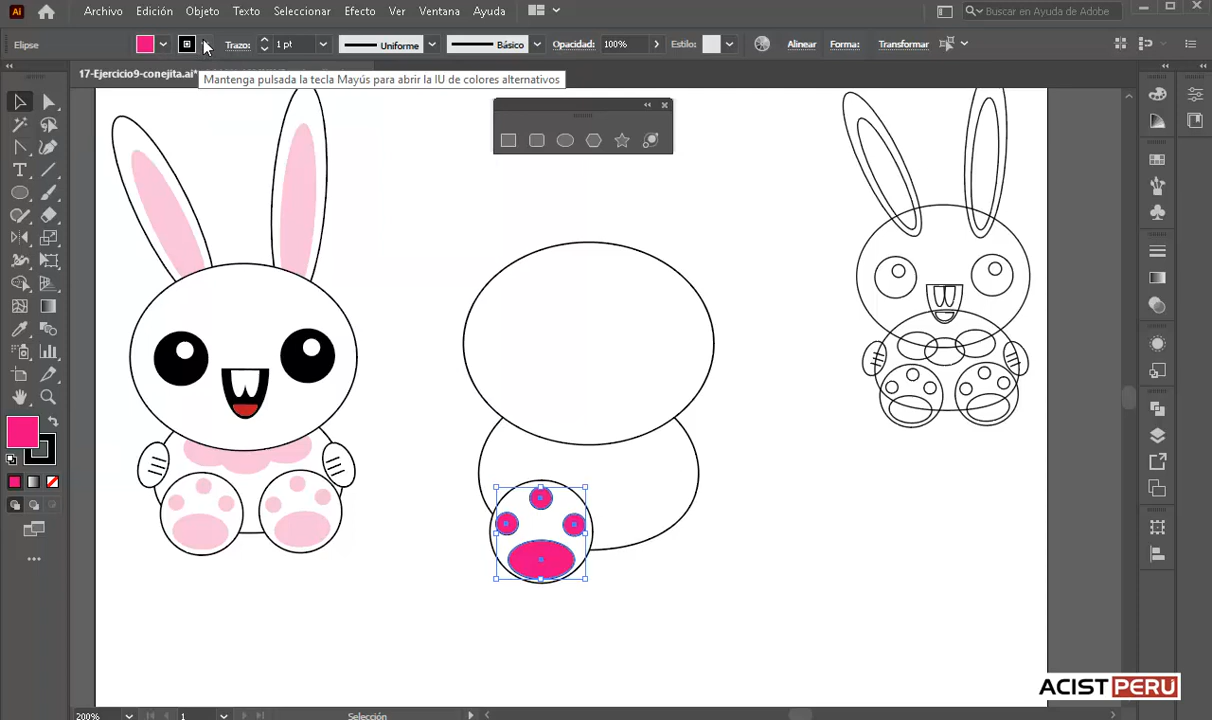 Ai Archivo Edición Objeto Texto Seleccionar Efecto Ver Ventana Ayuda Buscar en Ayuda de Adobe
Elipse Trazo: 1 pt Uniforme Básico Opacidad: 100% Estilo: Alinear Forma: Transformar
17-Ejercicio9-conejita.ai*
Mantenga pulsada la tecla Mayús para abrir la IU de colores alternativos
ACISTPERU
200% 1 Selección